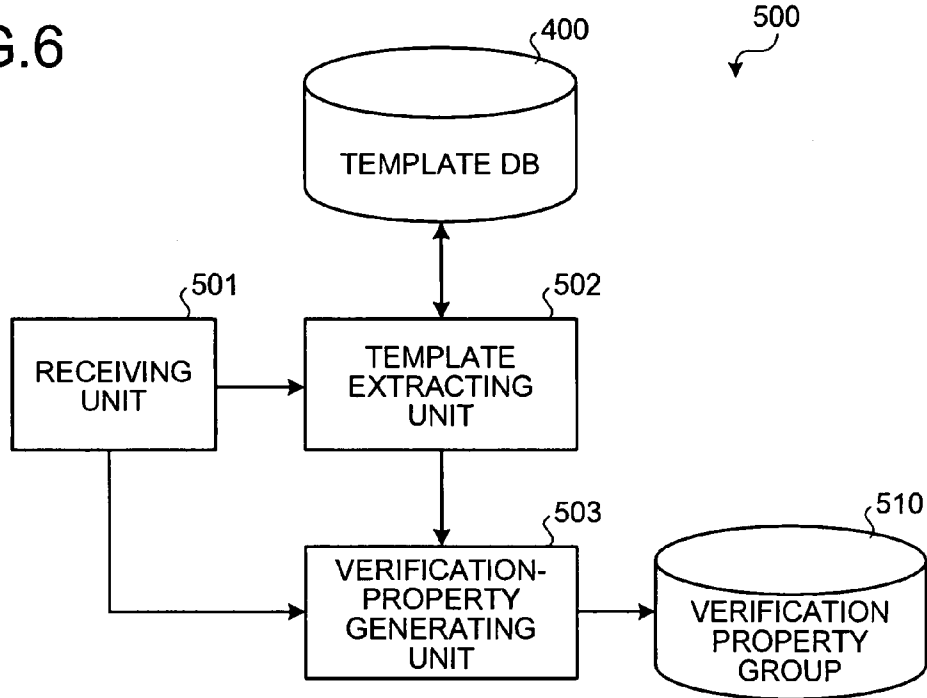 G.6
500
400
TEMPLATE DB
501
502
RECEIVING
UNIT
TEMPLATE
EXTRACTING
UNIT
503
510
VERIFICATION-
PROPERTY
GENERATING
UNIT
VERIFICATION
PROPERTY
GROUP